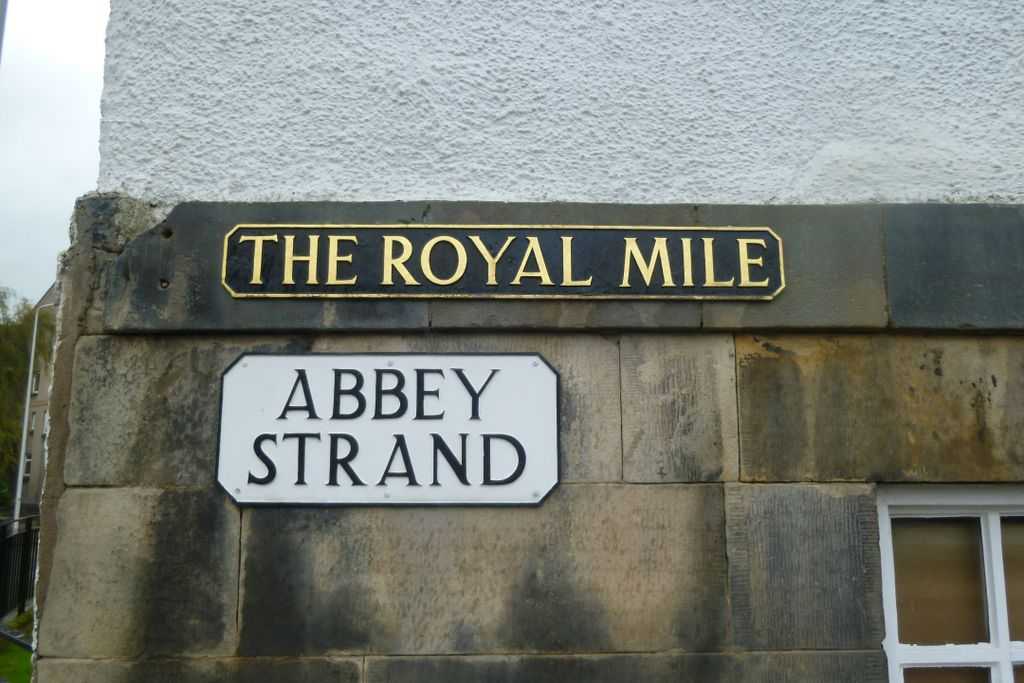 THE ROYAL MILE
ABBEY
STRAND